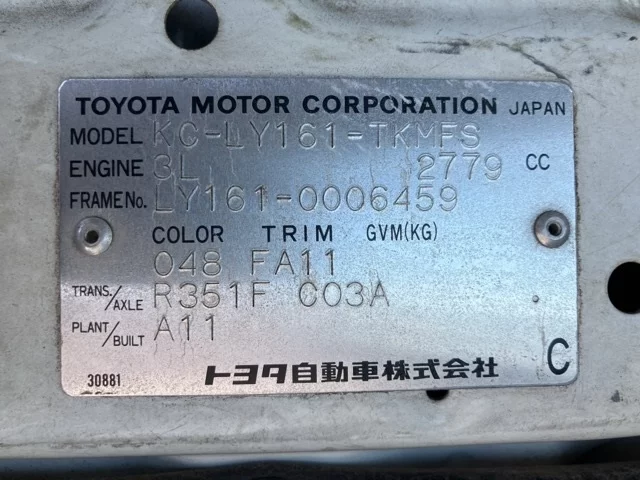 TOYOTA MOTOR CORPORATION JAPAN
MODEL KC-LY161-TKMFS
ENGINE 3L 2779 CC
FRAME No. LY161-0006459
COLOR TRIM GVM(KG)
048 FA11
TRANS./AXLE R351F C03A
PLANT/BUILT A11
30881 トヨタ自動車株式会社 C